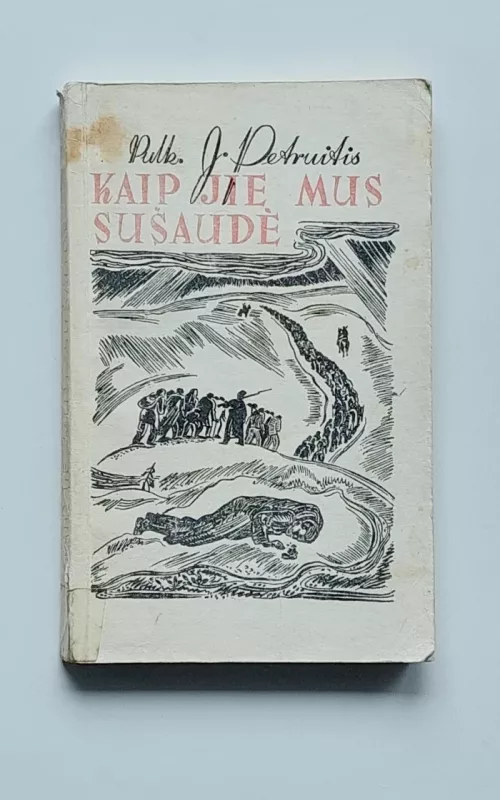 Pulk. J. Petruitis
KAIP JIE MUS
SUŠAUDĖ